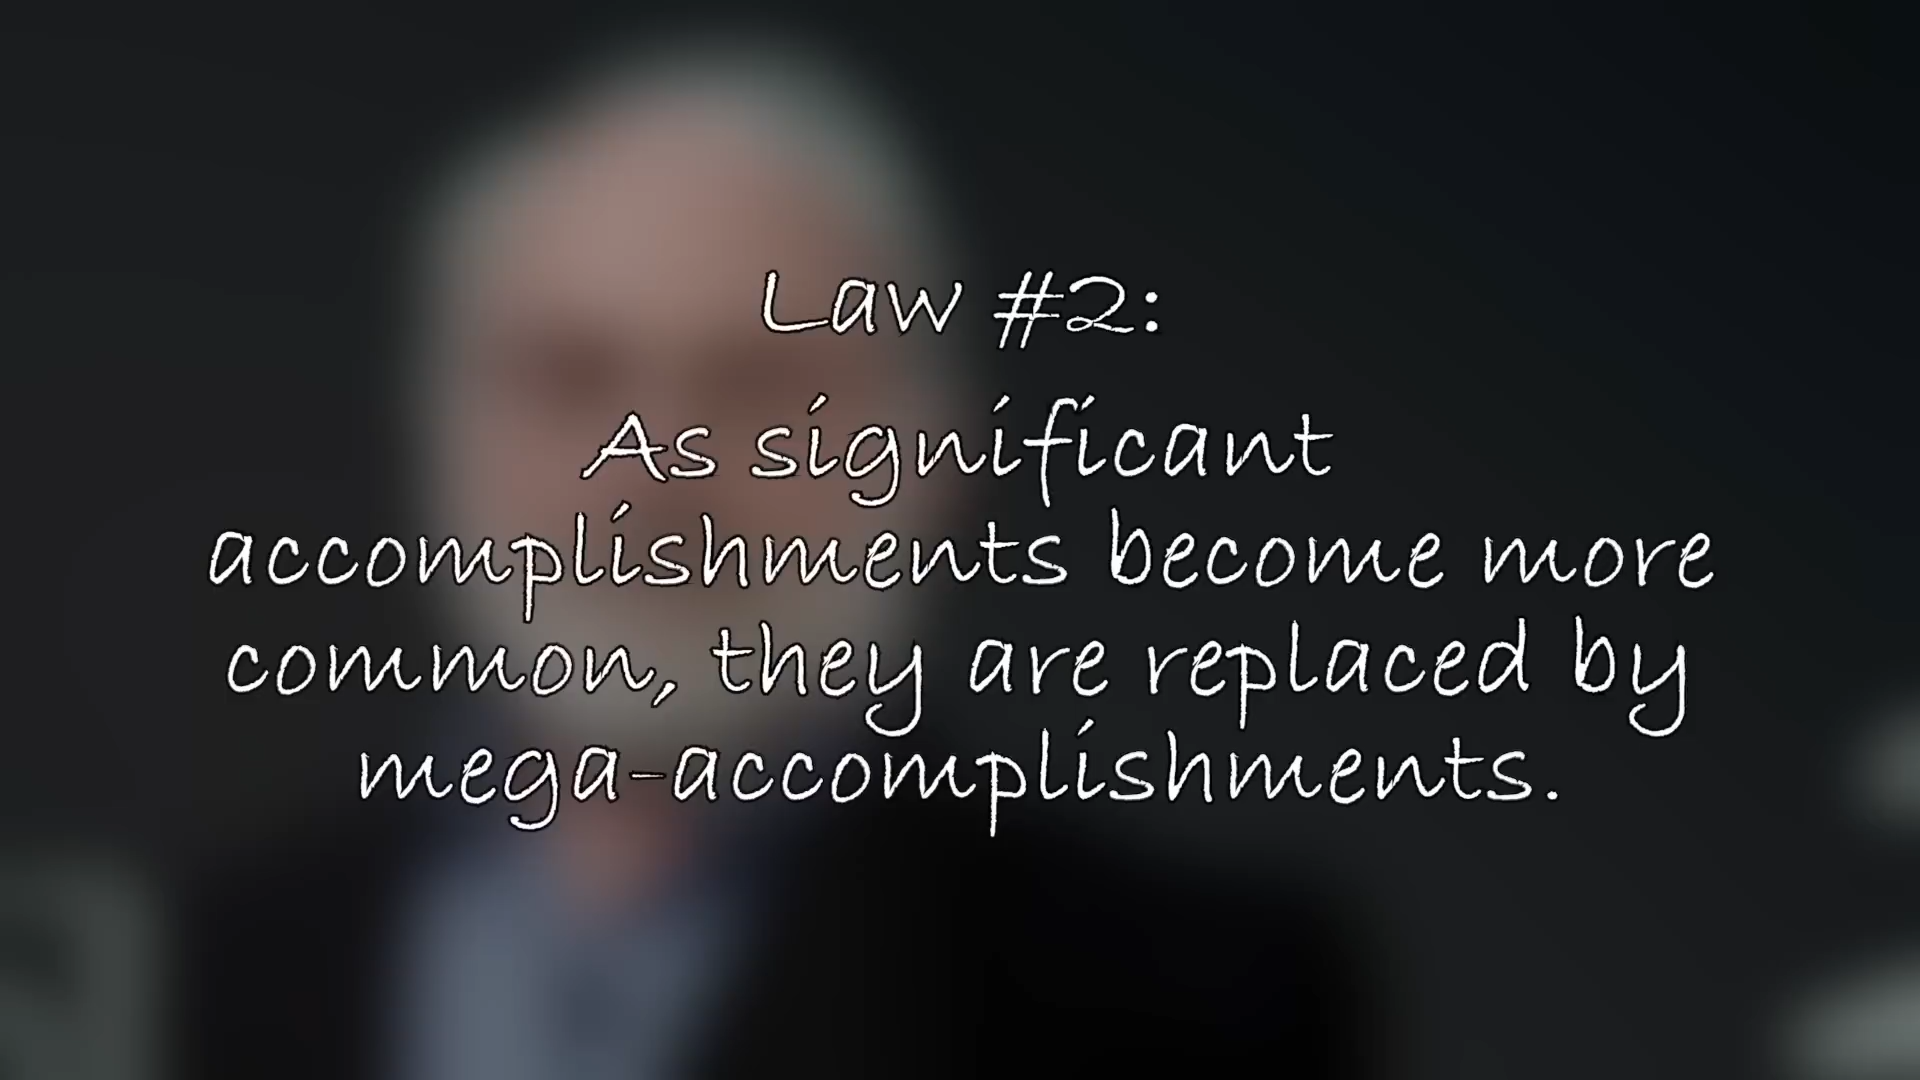 Law #2:
As significant
accomplishments become more
common, they are replaced by
mega-accomplishments.